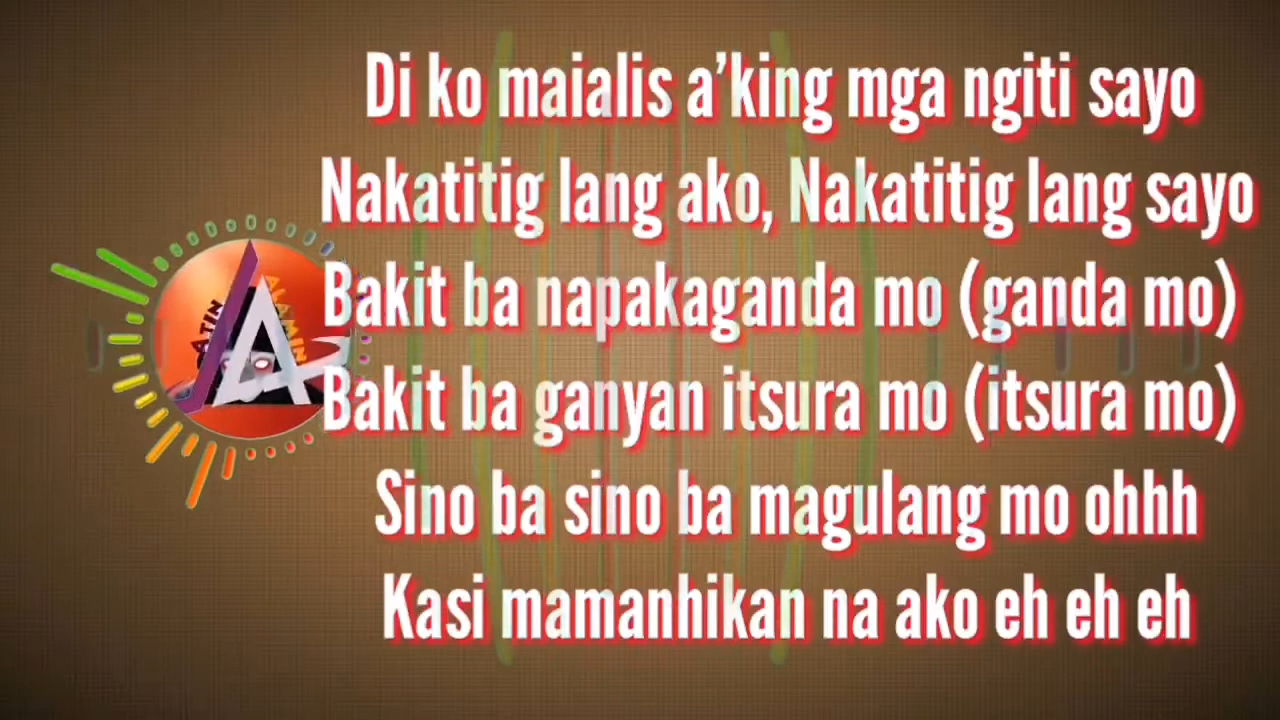 Di ko maialis a’king mga ngiti sayo
Nakatitig lang ako, Nakatitig lang sayo
Bakit ba napakaganda mo (ganda mo)
Bakit ba ganyan itsura mo (itsura mo)
Sino ba sino ba magulang mo ohhh
Kasi mamanhikan na ako eh eh eh
ATIN
ALAMIN